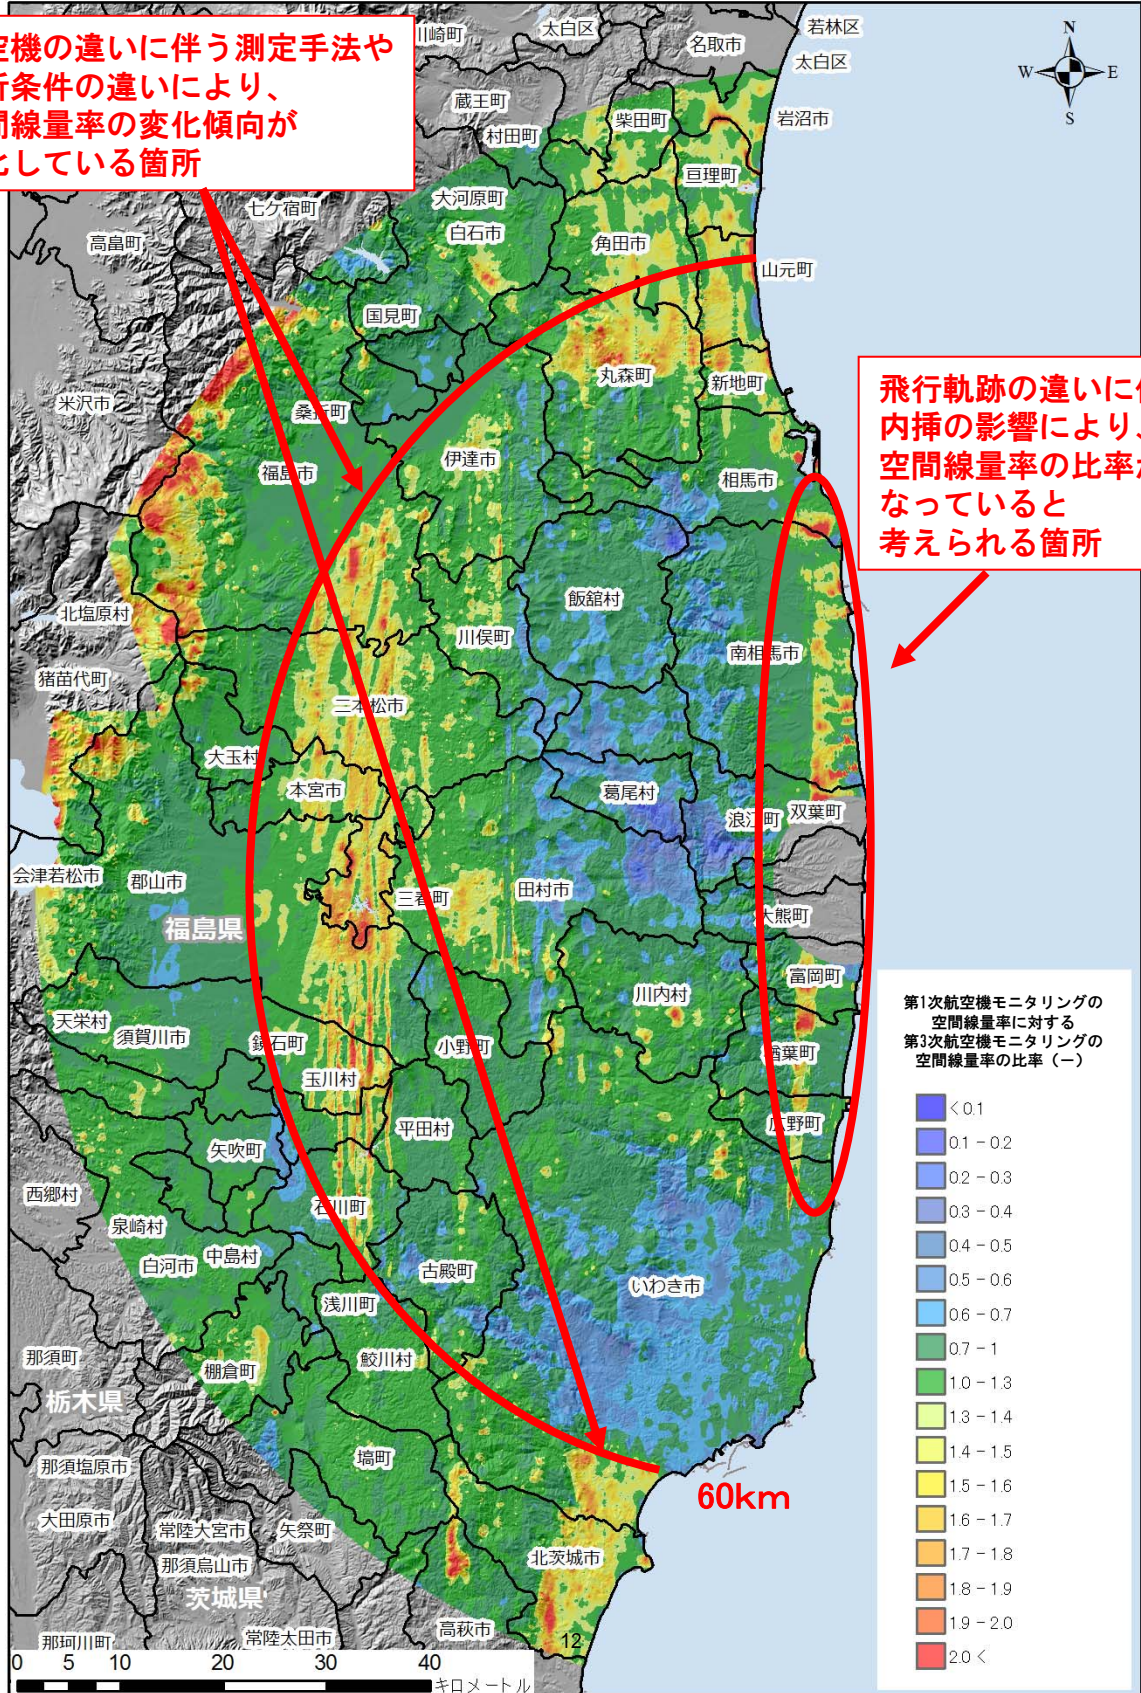 空機の違いに伴う測定手法や
行条件の違いにより、
間線量率の変化傾向が
化している箇所
飛行軌跡の違いに伴
内挿の影響により、
空間線量率の比率が
なっていると
考えられる箇所
N
W
E
S
川崎町
太白区
若林区
名取市
太白区
蔵王町
村田町
柴田町
岩沼市
亘理町
七ケ宿町
大河原町
高畠町
白石市
角田市
山元町
国見町
丸森町
新地町
米沢市
桑折町
福島市
伊達市
相馬市
北塩原村
飯舘村
川俣町
南相馬市
猪苗代町
二本松市
大玉村
本宮市
葛尾村
浪江町
双葉町
会津若松市
郡山市
三春町
田村市
大熊町
福島県
富岡町
川内村
天栄村
須賀川市
鏡石町
小野町
楢葉町
玉川村
広野町
平田村
矢吹町
西郷村
石川町
泉崎村
白河市
中島村
古殿町
いわき市
浅川町
那須町
棚倉町
鮫川村
栃木県
塙町
那須塩原市
60km
大田原市
常陸大宮市
矢祭町
北茨城市
那須烏山市
茨城県
那珂川町
常陸太田市
高萩市
12
0 5 10 20 30 40
キロメートル
第1次航空機モニタリングの
空間線量率に対する
第3次航空機モニタリングの
空間線量率の比率（－）
< 0.1
0.1 - 0.2
0.2 - 0.3
0.3 - 0.4
0.4 - 0.5
0.5 - 0.6
0.6 - 0.7
0.7 - 1
1.0 - 1.3
1.3 - 1.4
1.4 - 1.5
1.5 - 1.6
1.6 - 1.7
1.7 - 1.8
1.8 - 1.9
1.9 - 2.0
2.0 <